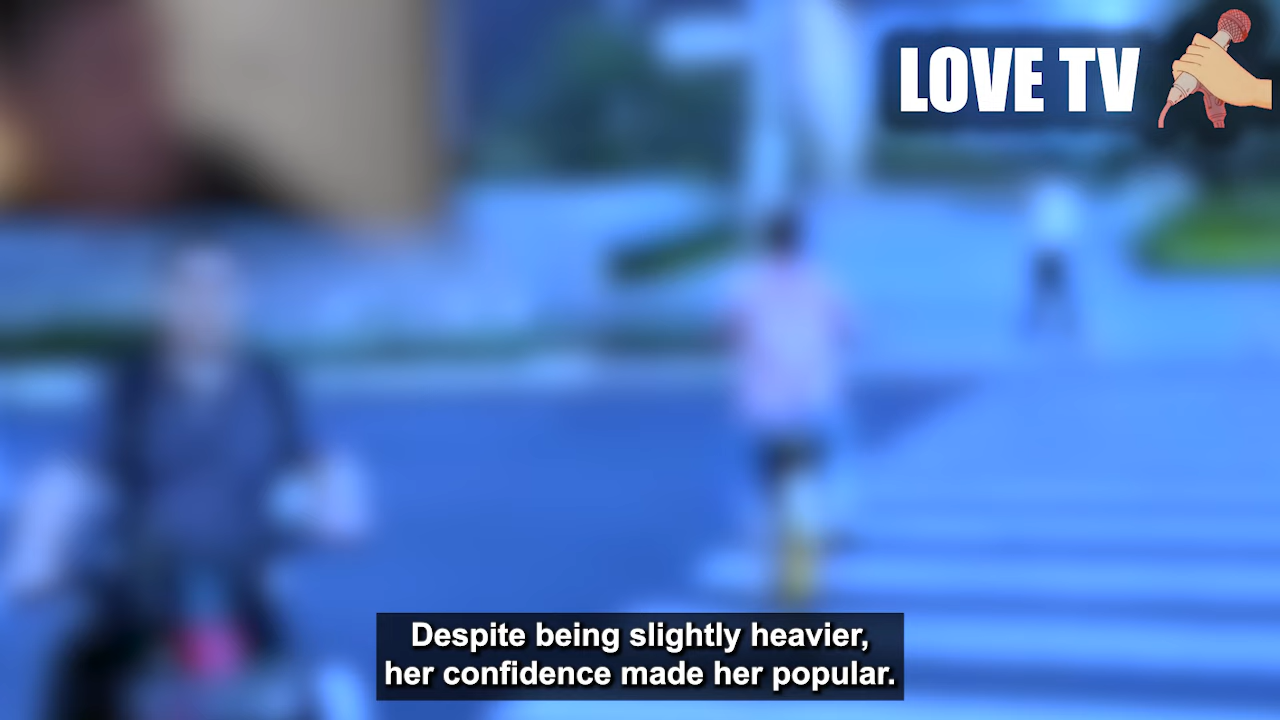 LOVE TV
Despite being slightly heavier,
her confidence made her popular.